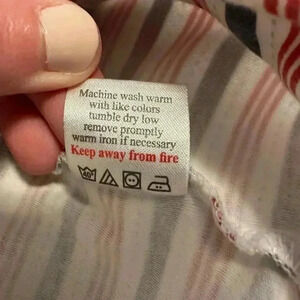 Machine wash warm
with like colors
tumble dry low
remove promptly
warm iron if necessary
Keep away from fire
40